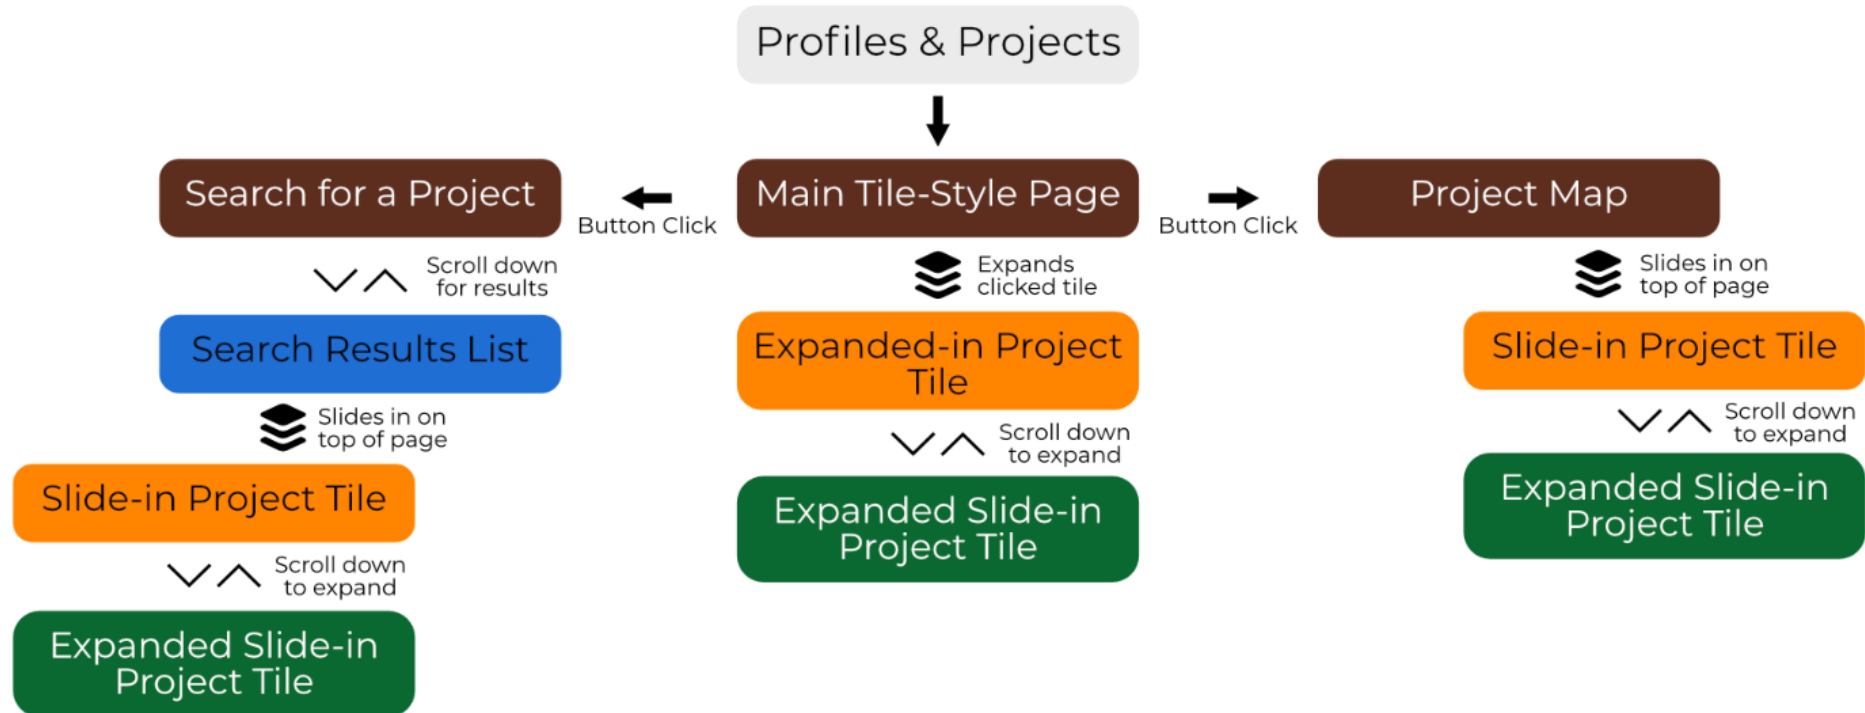 Profiles & Projects
Search for a Project
Button Click
Main Tile-Style Page
Button Click
Project Map
Scroll down
for results
Search Results List
Slides in on
top of page
Slide-in Project Tile
Scroll down
to expand
Expanded Slide-in
Project Tile
Expands
clicked tile
Expanded-in Project
Tile
Scroll down
to expand
Expanded Slide-in
Project Tile
Slides in on
top of page
Slide-in Project Tile
Scroll down
to expand
Expanded Slide-in
Project Tile